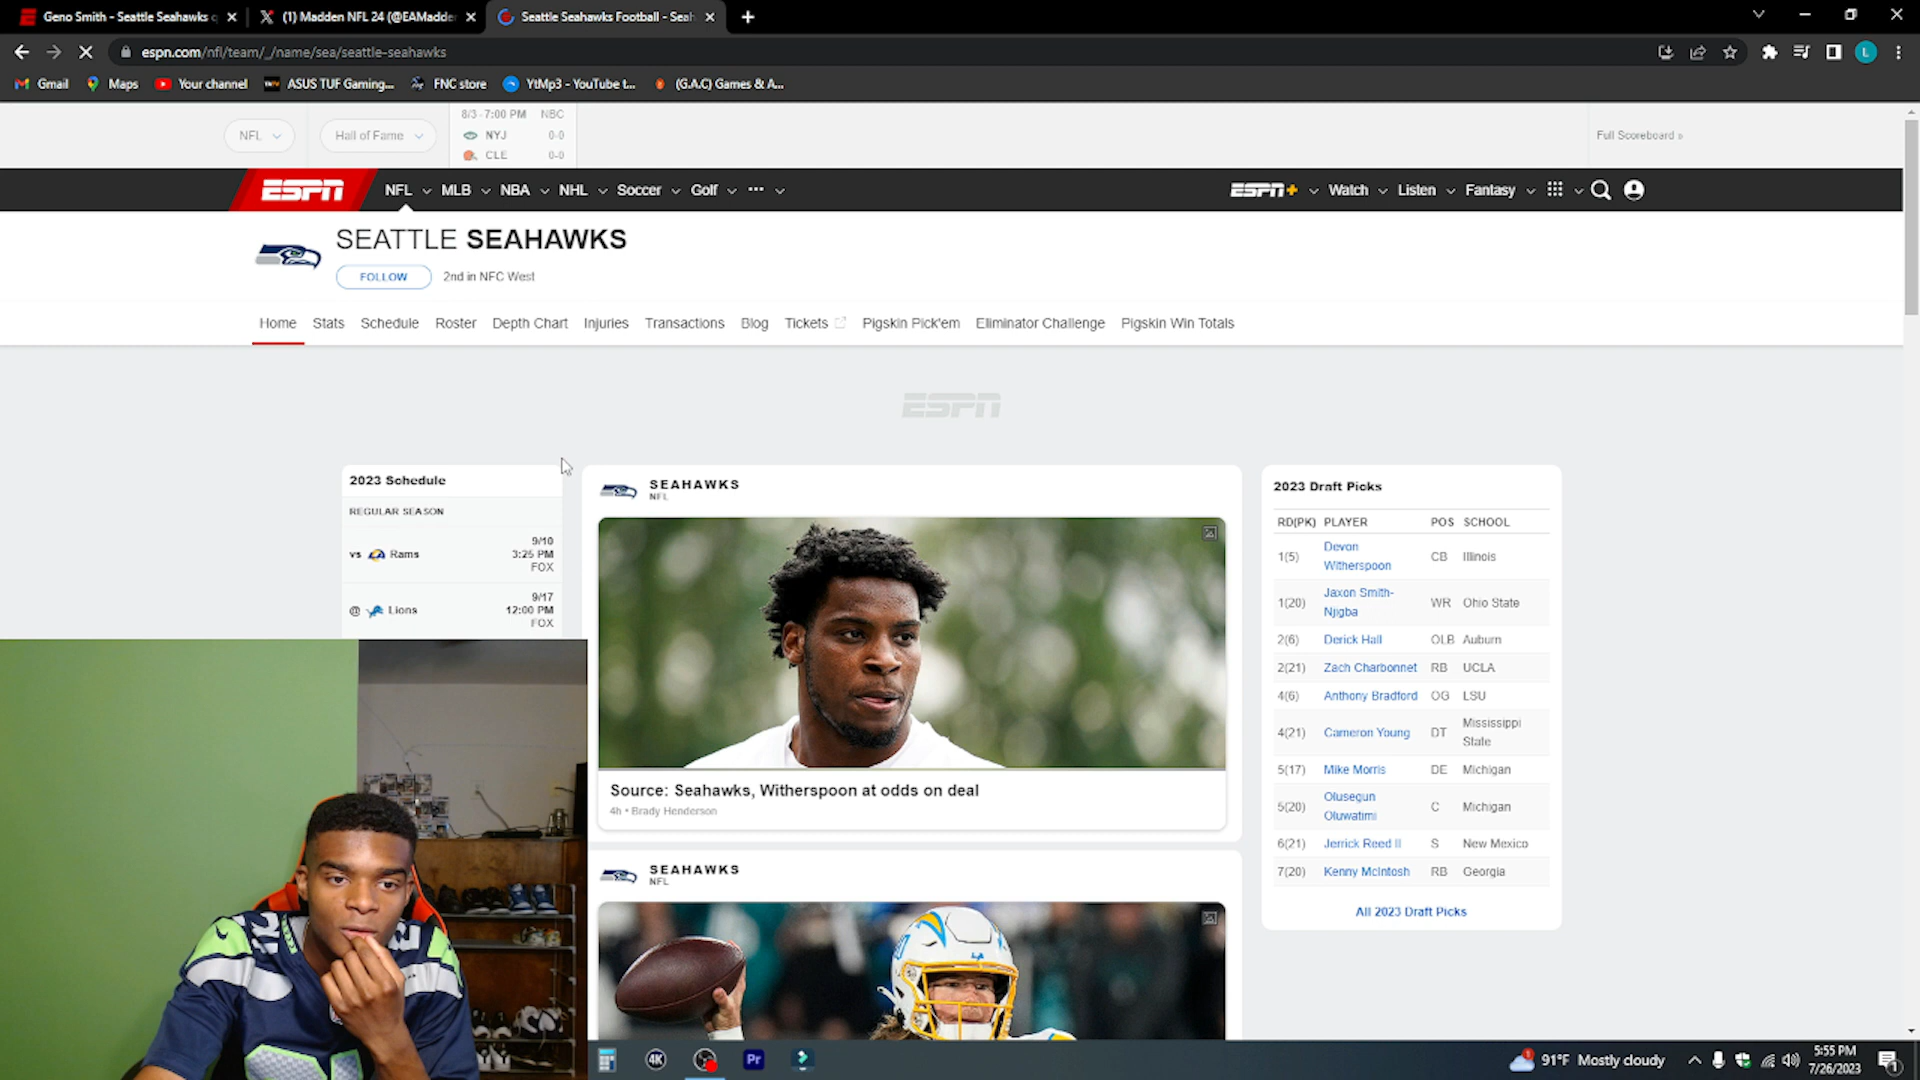 Geno Smith - Seattle Seahawks q
(1) Madden NFL 24 (@EAMadden
Seattle Seahawks Football - Seah
espn.com/nfl/team/_/name/sea/seattle-seahawks
L
Gmail
Maps
Your channel
ASUS TUF Gaming...
FNC store
YtMp3 - YouTube t...
(G.A.C) Games & A...
NFL
Hall of Fame
8/3 - 7:00 PM NBC
NYJ 0-0
CLE 0-0
Full Scoreboard »
ESPN NFL MLB NBA NHL Soccer Golf ...
ESPN+ Watch Listen Fantasy
SEATTLE SEAHAWKS
FOLLOW 2nd in NFC West
Home Stats Schedule Roster Depth Chart Injuries Transactions Blog Tickets Pigskin Pick'em Eliminator Challenge Pigskin Win Totals
ESPN
2023 Schedule
REGULAR SEASON
9/10
vs Rams 3:25 PM
FOX
9/17
@ Lions 12:00 PM
FOX
SEAHAWKS
NFL
Source: Seahawks, Witherspoon at odds on deal
4h • Brady Henderson
SEAHAWKS
NFL
2023 Draft Picks
RD(PK) PLAYER POS SCHOOL
1(5) Devon Witherspoon CB Illinois
1(20) Jaxon Smith-Njigba WR Ohio State
2(6) Derick Hall OLB Auburn
2(21) Zach Charbonnet RB UCLA
4(6) Anthony Bradford OG LSU
4(21) Cameron Young DT Mississippi State
5(17) Mike Morris DE Michigan
5(20) Olusegun Oluwatimi C Michigan
6(21) Jerrick Reed II S New Mexico
7(20) Kenny McIntosh RB Georgia
All 2023 Draft Picks
4K
Pr
91°F Mostly cloudy
5:55 PM
7/26/2023
1